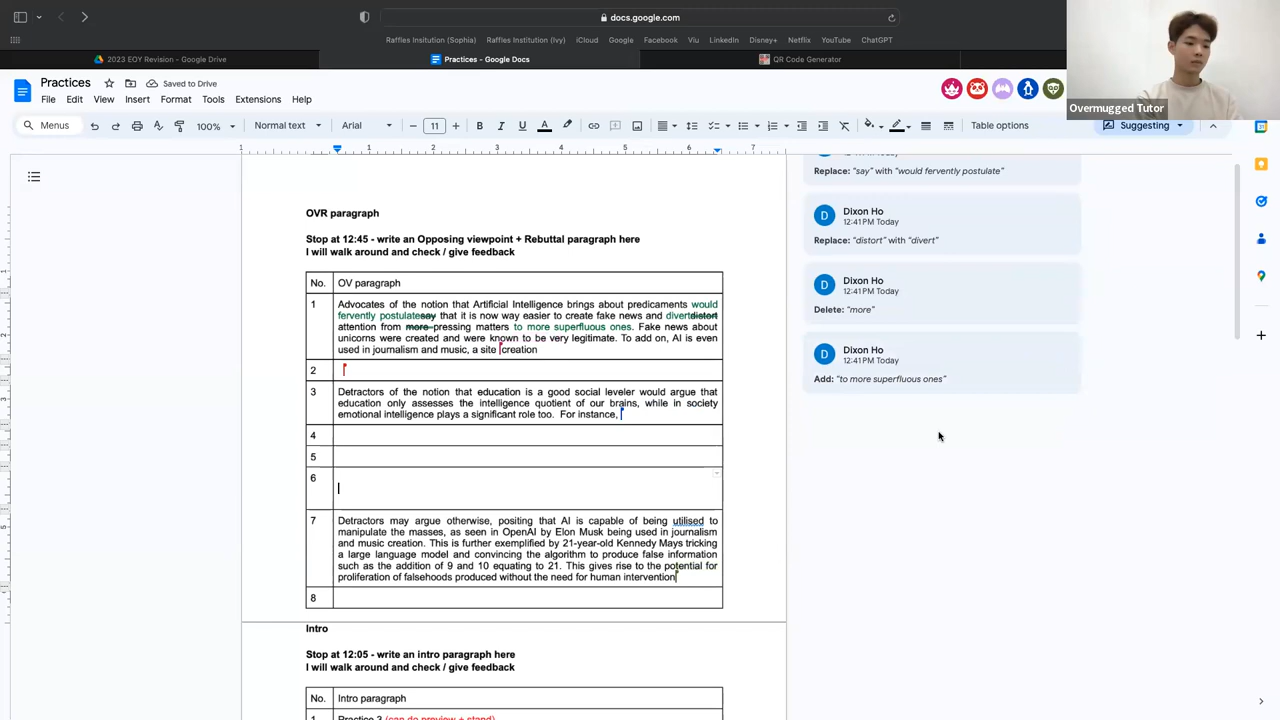 docs.google.com
Raffles Insitution (Sophia) Raffles Institution (Ivy) iCloud Google Facebook Viu LinkedIn Disney+ Netflix YouTube ChatGPT
2023 EOY Revision - Google Drive
Practices - Google Docs
QR Code Generator
Overmugged Tutor
Practices
Saved to Drive
File Edit View Insert Format Tools Extensions Help
Menus
100%
Normal text
Arial
11
Table options
Suggesting
1 1 2 3 4 5 6 7
OVR paragraph
Stop at 12:45 - write an Opposing viewpoint + Rebuttal paragraph here
I will walk around and check / give feedback
No. OV paragraph
1 Advocates of the notion that Artificial Intelligence brings about predicaments would
fervently postulatesay that it is now way easier to create fake news and divertdistort
attention from more pressing matters to more superfluous ones. Fake news about
unicorns were created and were known to be very legitimate. To add on, AI is even
used in journalism and music, a site creation
2
3 Detractors of the notion that education is a good social leveler would argue that
education only assesses the intelligence quotient of our brains, while in society
emotional intelligence plays a significant role too. For instance,
4
5
6
7 Detractors may argue otherwise, positing that AI is capable of being utilised to
manipulate the masses, as seen in OpenAI by Elon Musk being used in journalism
and music creation. This is further exemplified by 21-year-old Kennedy Mays tricking
a large language model and convincing the algorithm to produce false information
such as the addition of 9 and 10 equating to 21. This gives rise to the potential for
proliferation of falsehoods produced without the need for human intervention
8
Intro
Stop at 12:05 - write an intro paragraph here
I will walk around and check / give feedback
No. Intro paragraph
1 Practice 3 (can do preview + stand)
Replace: "say" with "would fervently postulate"
D
Dixon Ho
12:41 PM Today
Replace: "distort" with "divert"
D
Dixon Ho
12:41 PM Today
Delete: "more"
D
Dixon Ho
12:41 PM Today
Add: "to more superfluous ones"